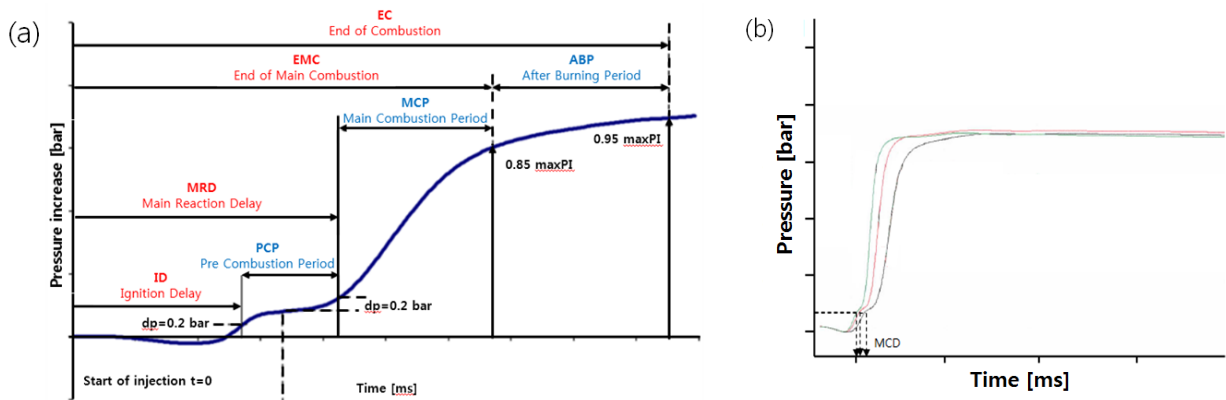 (a)
EC
End of Combustion
EMC
End of Main Combustion
ABP
After Burning Period
MCP
Main Combustion Period
0.95 maxPI
0.85 maxPI
MRD
Main Reaction Delay
PCP
Pre Combustion Period
ID
Ignition Delay
dp=0.2 bar
dp=0.2 bar
Pressure increase [bar]
Start of injection t=0
Time [ms]
(b)
Pressure [bar]
MCD
Time [ms]